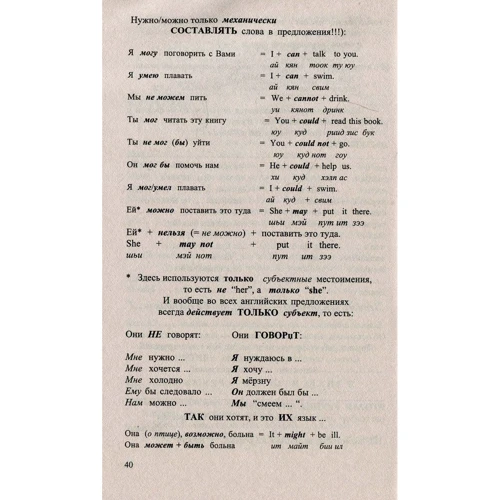 Нужно/можно только механически
СОСТАВЛЯТЬ слова в предложения!!!):
Я могу поговорить с Вами = I + can + talk to you.
ай кян тоок ту юу
Я умею плавать = I + can + swim.
ай кян свим
Мы не можем пить = We + cannot + drink.
уи кянот дринк
Ты мог читать эту книгу = You + could + read this book.
юу куд риид зис бук
Ты не мог (бы) уйти = You + could not + go.
юу куд нот гоу
Он мог бы помочь нам = He + could + help us.
хи куд хэлп ас
Я мог/умел плавать = I + could + swim.
ай куд + свим
Ей* можно поставить это туда = She + may + put it there.
шьи мэй пут ит зээ
Ей* + нельзя (= не можно) + поставить это туда.
She + may not + put it there.
шьи мэй нот пут ит зээ
* Здесь используются только субъектные местоимения,
то есть не "her", а только "she".
И вообще во всех английских предложениях
всегда действует ТОЛЬКО субъект, то есть:
Они НЕ говорят: Они ГОВОРиТ:
Мне нужно ... Я нуждаюсь в ...
Мне хочется ... Я хочу ...
Мне холодно Я мёрзну
Ему бы следовало ... Он должен был бы ...
Нам можно ... Мы "смеем ... ".
ТАК они хотят, и это ИХ язык ...
Она (о птице), возможно, больна = It + might + be ill.
Она может + быть больна ит майт бии ил
40